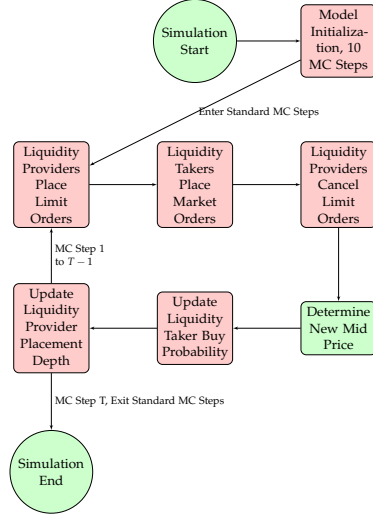 Simulation
Start
Model
Initializa-
tion, 10
MC Steps
Enter Standard MC Steps
Liquidity
Providers
Place
Limit
Orders
Liquidity
Takers
Place
Market
Orders
Liquidity
Providers
Cancel
Limit
Orders
MC Step 1
to T − 1
Update
Liquidity
Provider
Placement
Depth
Update
Liquidity
Taker Buy
Probability
Determine
New Mid
Price
MC Step T, Exit Standard MC Steps
Simulation
End